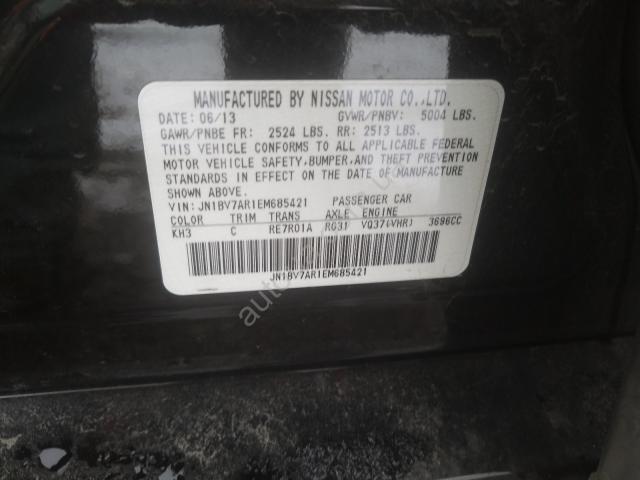 MANUFACTURED BY NISSAN MOTOR CO.,LTD.
DATE: 06/13 GVWR/PNBV: 5004 LBS.
GAWR/PNBE FR: 2524 LBS. RR: 2513 LBS.
THIS VEHICLE CONFORMS TO ALL APPLICABLE FEDERAL
MOTOR VEHICLE SAFETY, BUMPER, AND THEFT PREVENTION
STANDARDS IN EFFECT ON THE DATE OF MANUFACTURE
SHOWN ABOVE.
VIN: JN1BV7AR1EM685421 PASSENGER CAR
COLOR TRIM TRANS AXLE ENGINE
KH3 C RE7R01A R031 VQ37(VHR) 3696CC
JN1BV7AR1EM685421